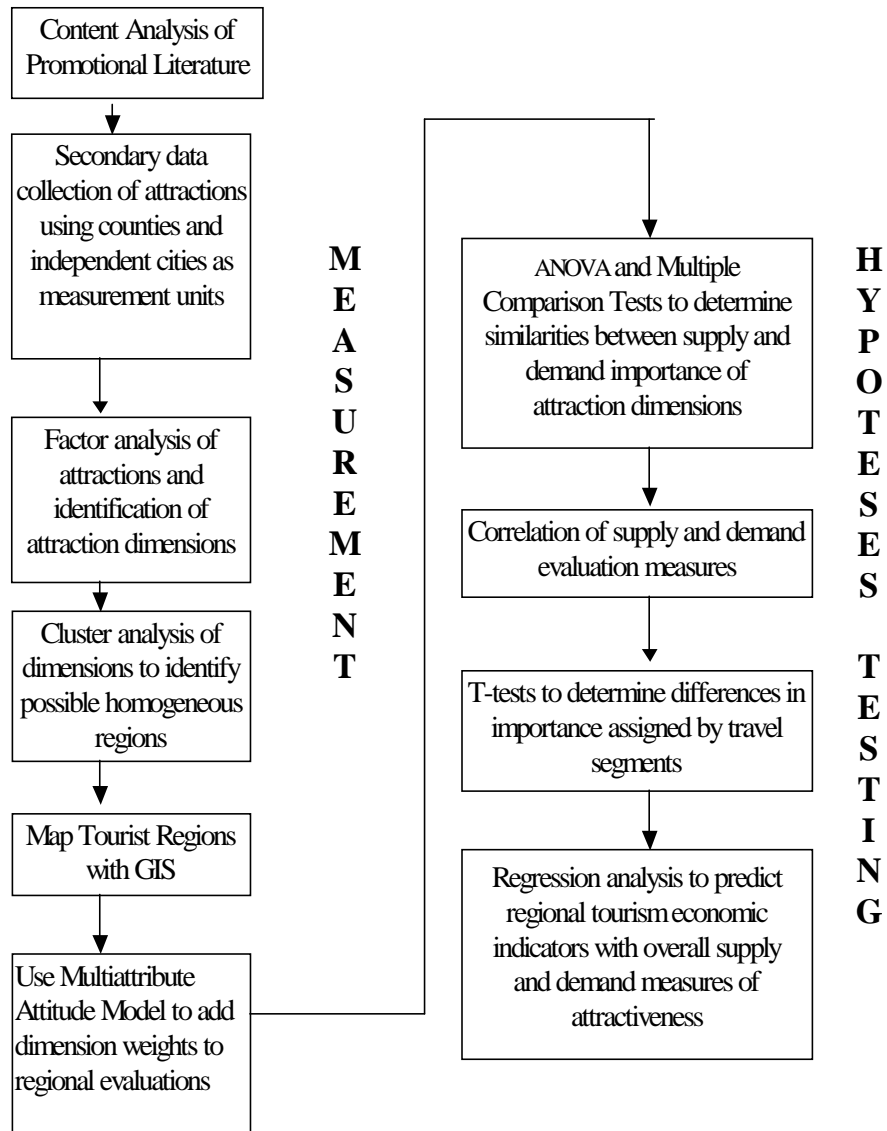 Content Analysis of
Promotional Literature
Secondary data
collection of attractions
using counties and
independent cities as
measurement units
Factor analysis of
attractions and
identification of
attraction dimensions
Cluster analysis of
dimensions to identify
possible homogeneous
regions
Map Tourist Regions
with GIS
Use Multiattribute
Attitude Model to add
dimension weights to
regional evaluations
M
E
A
S
U
R
E
M
E
N
T
ANOVA and Multiple
Comparison Tests to determine
similarities between supply and
demand importance of
attraction dimensions
Correlation of supply and demand
evaluation measures
T-tests to determine differences in
importance assigned by travel
segments
Regression analysis to predict
regional tourism economic
indicators with overall supply
and demand measures of
attractiveness
H
Y
P
O
T
E
S
E
S
T
E
S
T
I
N
G